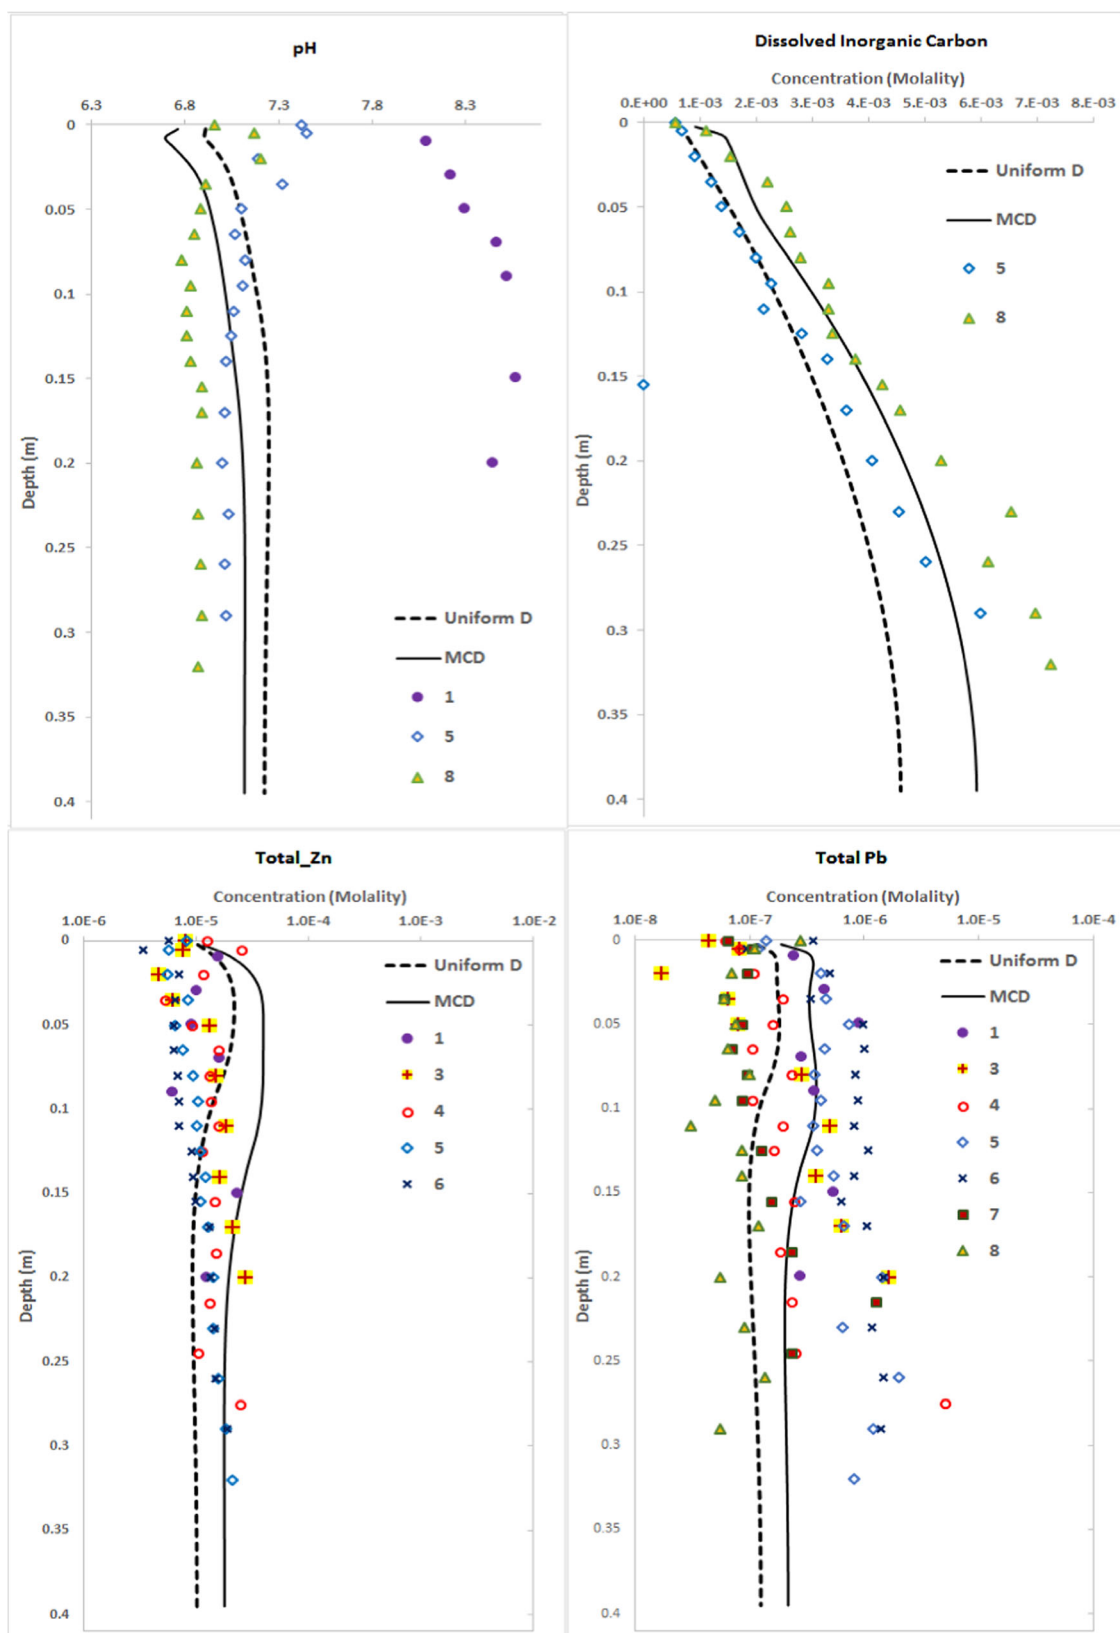 pH
6.3 6.8 7.3 7.8 8.3
0
0.05
0.1
0.15
0.2
0.25
0.3
0.35
0.4
Depth (m)
Uniform D
MCD
1
5
8
Dissolved Inorganic Carbon
Concentration (Molality)
0.E+00 1.E-03 2.E-03 3.E-03 4.E-03 5.E-03 6.E-03 7.E-03 8.E-03
0
0.05
0.1
0.15
0.2
0.25
0.3
0.35
0.4
Depth (m)
Uniform D
MCD
5
8
Total_Zn
Concentration (Molality)
1.0E-6 1.0E-5 1.0E-4 1.0E-3 1.0E-2
0
0.05
0.1
0.15
0.2
0.25
0.3
0.35
0.4
Depth (m)
Uniform D
MCD
1
3
4
5
6
Total Pb
Concentration (Molality)
1.0E-8 1.0E-7 1.0E-6 1.0E-5 1.0E-4
0
0.05
0.1
0.15
0.2
0.25
0.3
0.35
0.4
Depth (m)
Uniform D
MCD
1
3
4
5
6
7
8